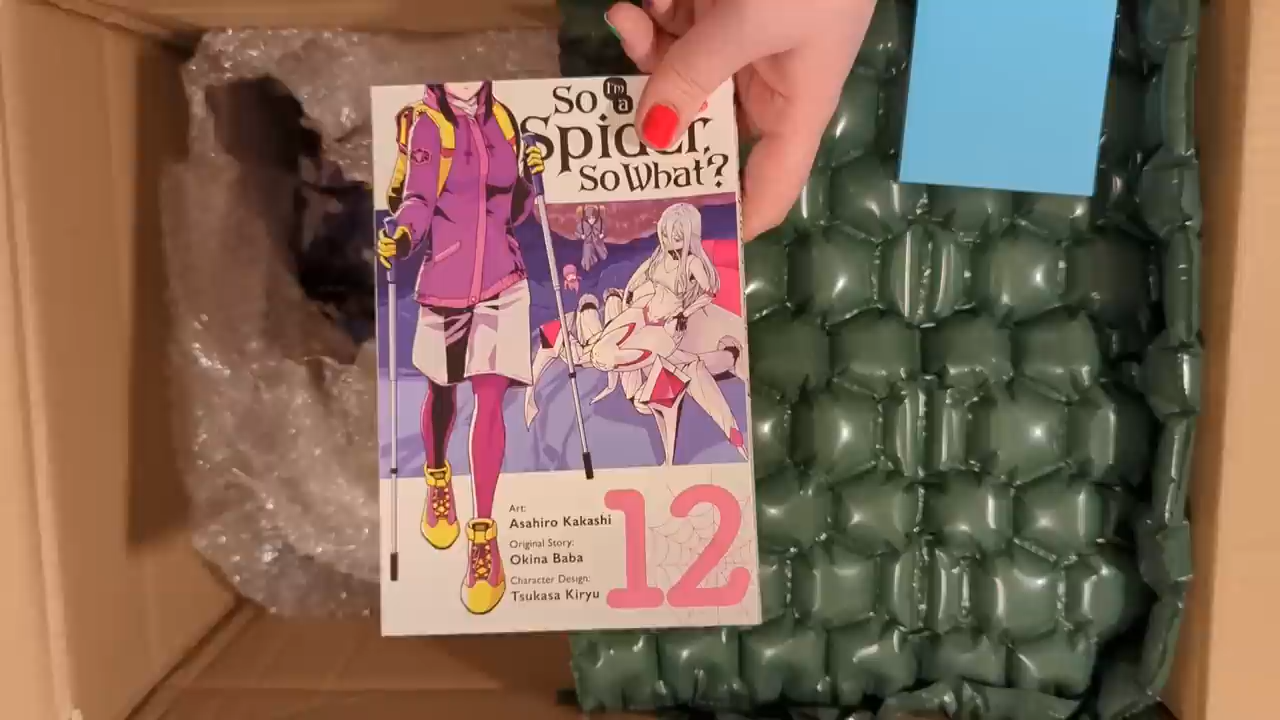 So I'm a
Spider,
So What?
Art:
Asahiro Kakashi
Original Story:
Okina Baba
Character Design:
Tsukasa Kiryu
12